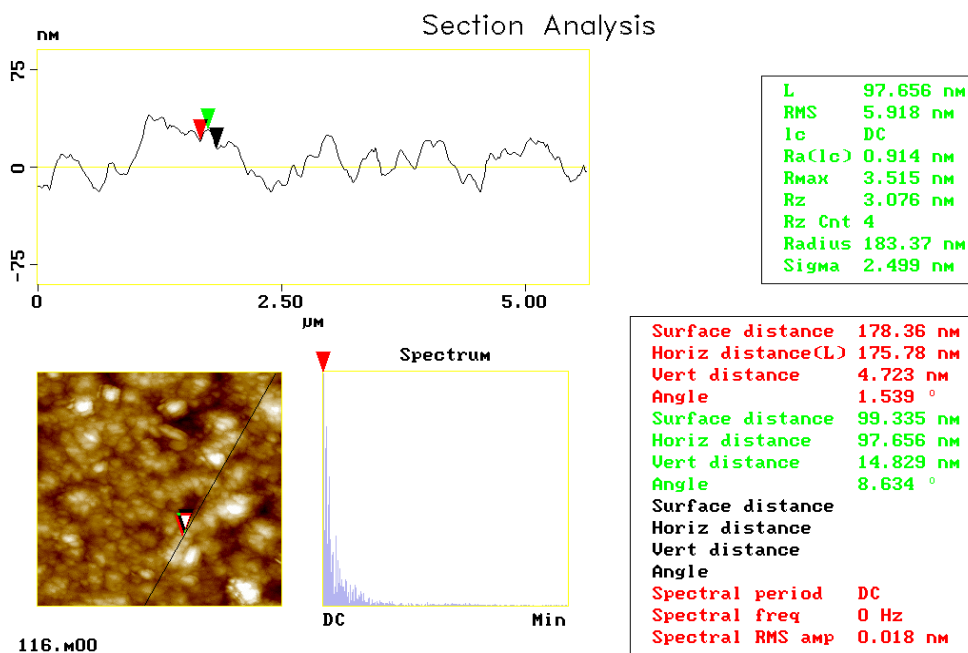 Section Analysis
nm
75
0
-75
0 2.50 5.00
µm
L 97.656 nm
RMS 5.918 nm
lc DC
Ra(lc) 0.914 nm
Rmax 3.515 nm
Rz 3.076 nm
Rz Cnt 4
Radius 183.37 nm
Sigma 2.499 nm
Surface distance 178.36 nm
Horiz distance(L) 175.78 nm
Vert distance 4.723 nm
Angle 1.539 °
Surface distance 99.335 nm
Horiz distance 97.656 nm
Vert distance 14.829 nm
Angle 8.634 °
Surface distance
Horiz distance
Vert distance
Angle
Spectral period DC
Spectral freq 0 Hz
Spectral RMS amp 0.018 nm
Spectrum
DC Min
116.m00